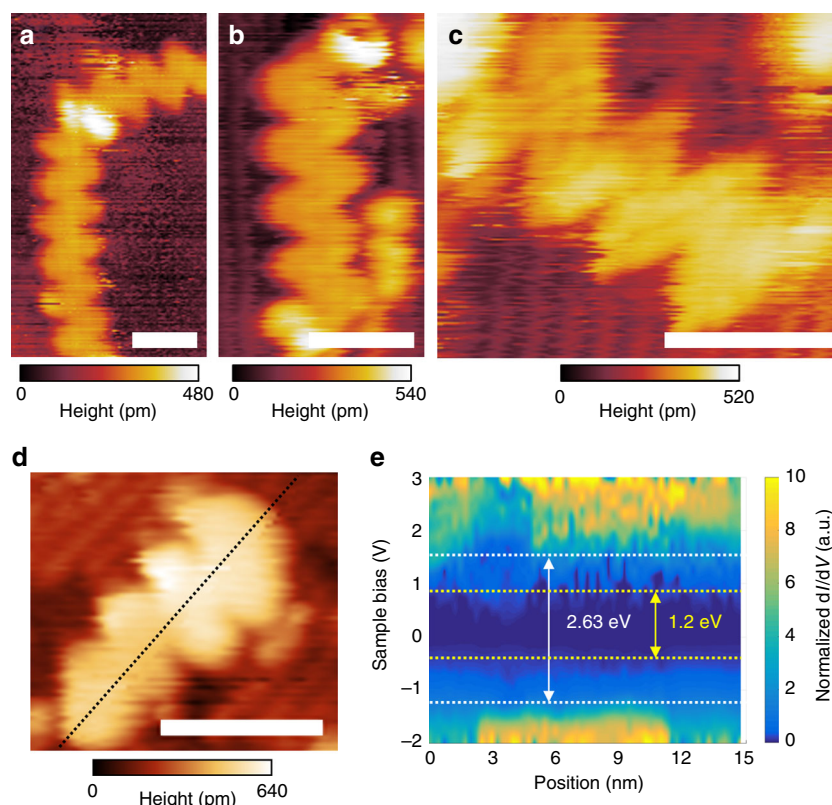 a
b
c
0 480
Height (pm)
0 540
Height (pm)
0 520
Height (pm)
d
0 640
Height (pm)
e
3
2
1
0
−1
−2
Sample bias (V)
2.63 eV
1.2 eV
0 3 6 9 12 15
Position (nm)
10
8
6
4
2
0
Normalized dI/dV (a.u.)